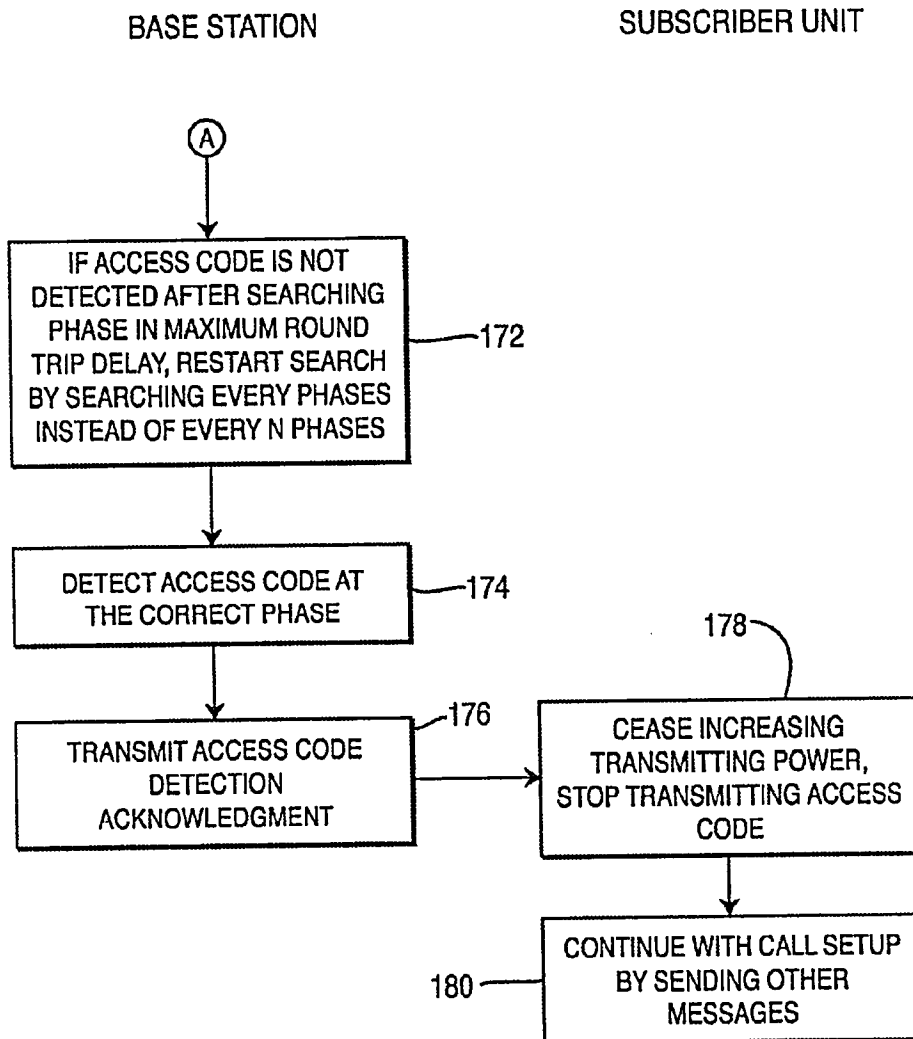 BASE STATION
SUBSCRIBER UNIT
A
IF ACCESS CODE IS NOT
DETECTED AFTER SEARCHING
PHASE IN MAXIMUM ROUND
TRIP DELAY, RESTART SEARCH
BY SEARCHING EVERY PHASES
INSTEAD OF EVERY N PHASES
172
DETECT ACCESS CODE AT
THE CORRECT PHASE
174
TRANSMIT ACCESS CODE
DETECTION
ACKNOWLEDGMENT
176
178
CEASE INCREASING
TRANSMITTING POWER,
STOP TRANSMITTING ACCESS
CODE
CONTINUE WITH CALL SETUP
BY SENDING OTHER
MESSAGES
180